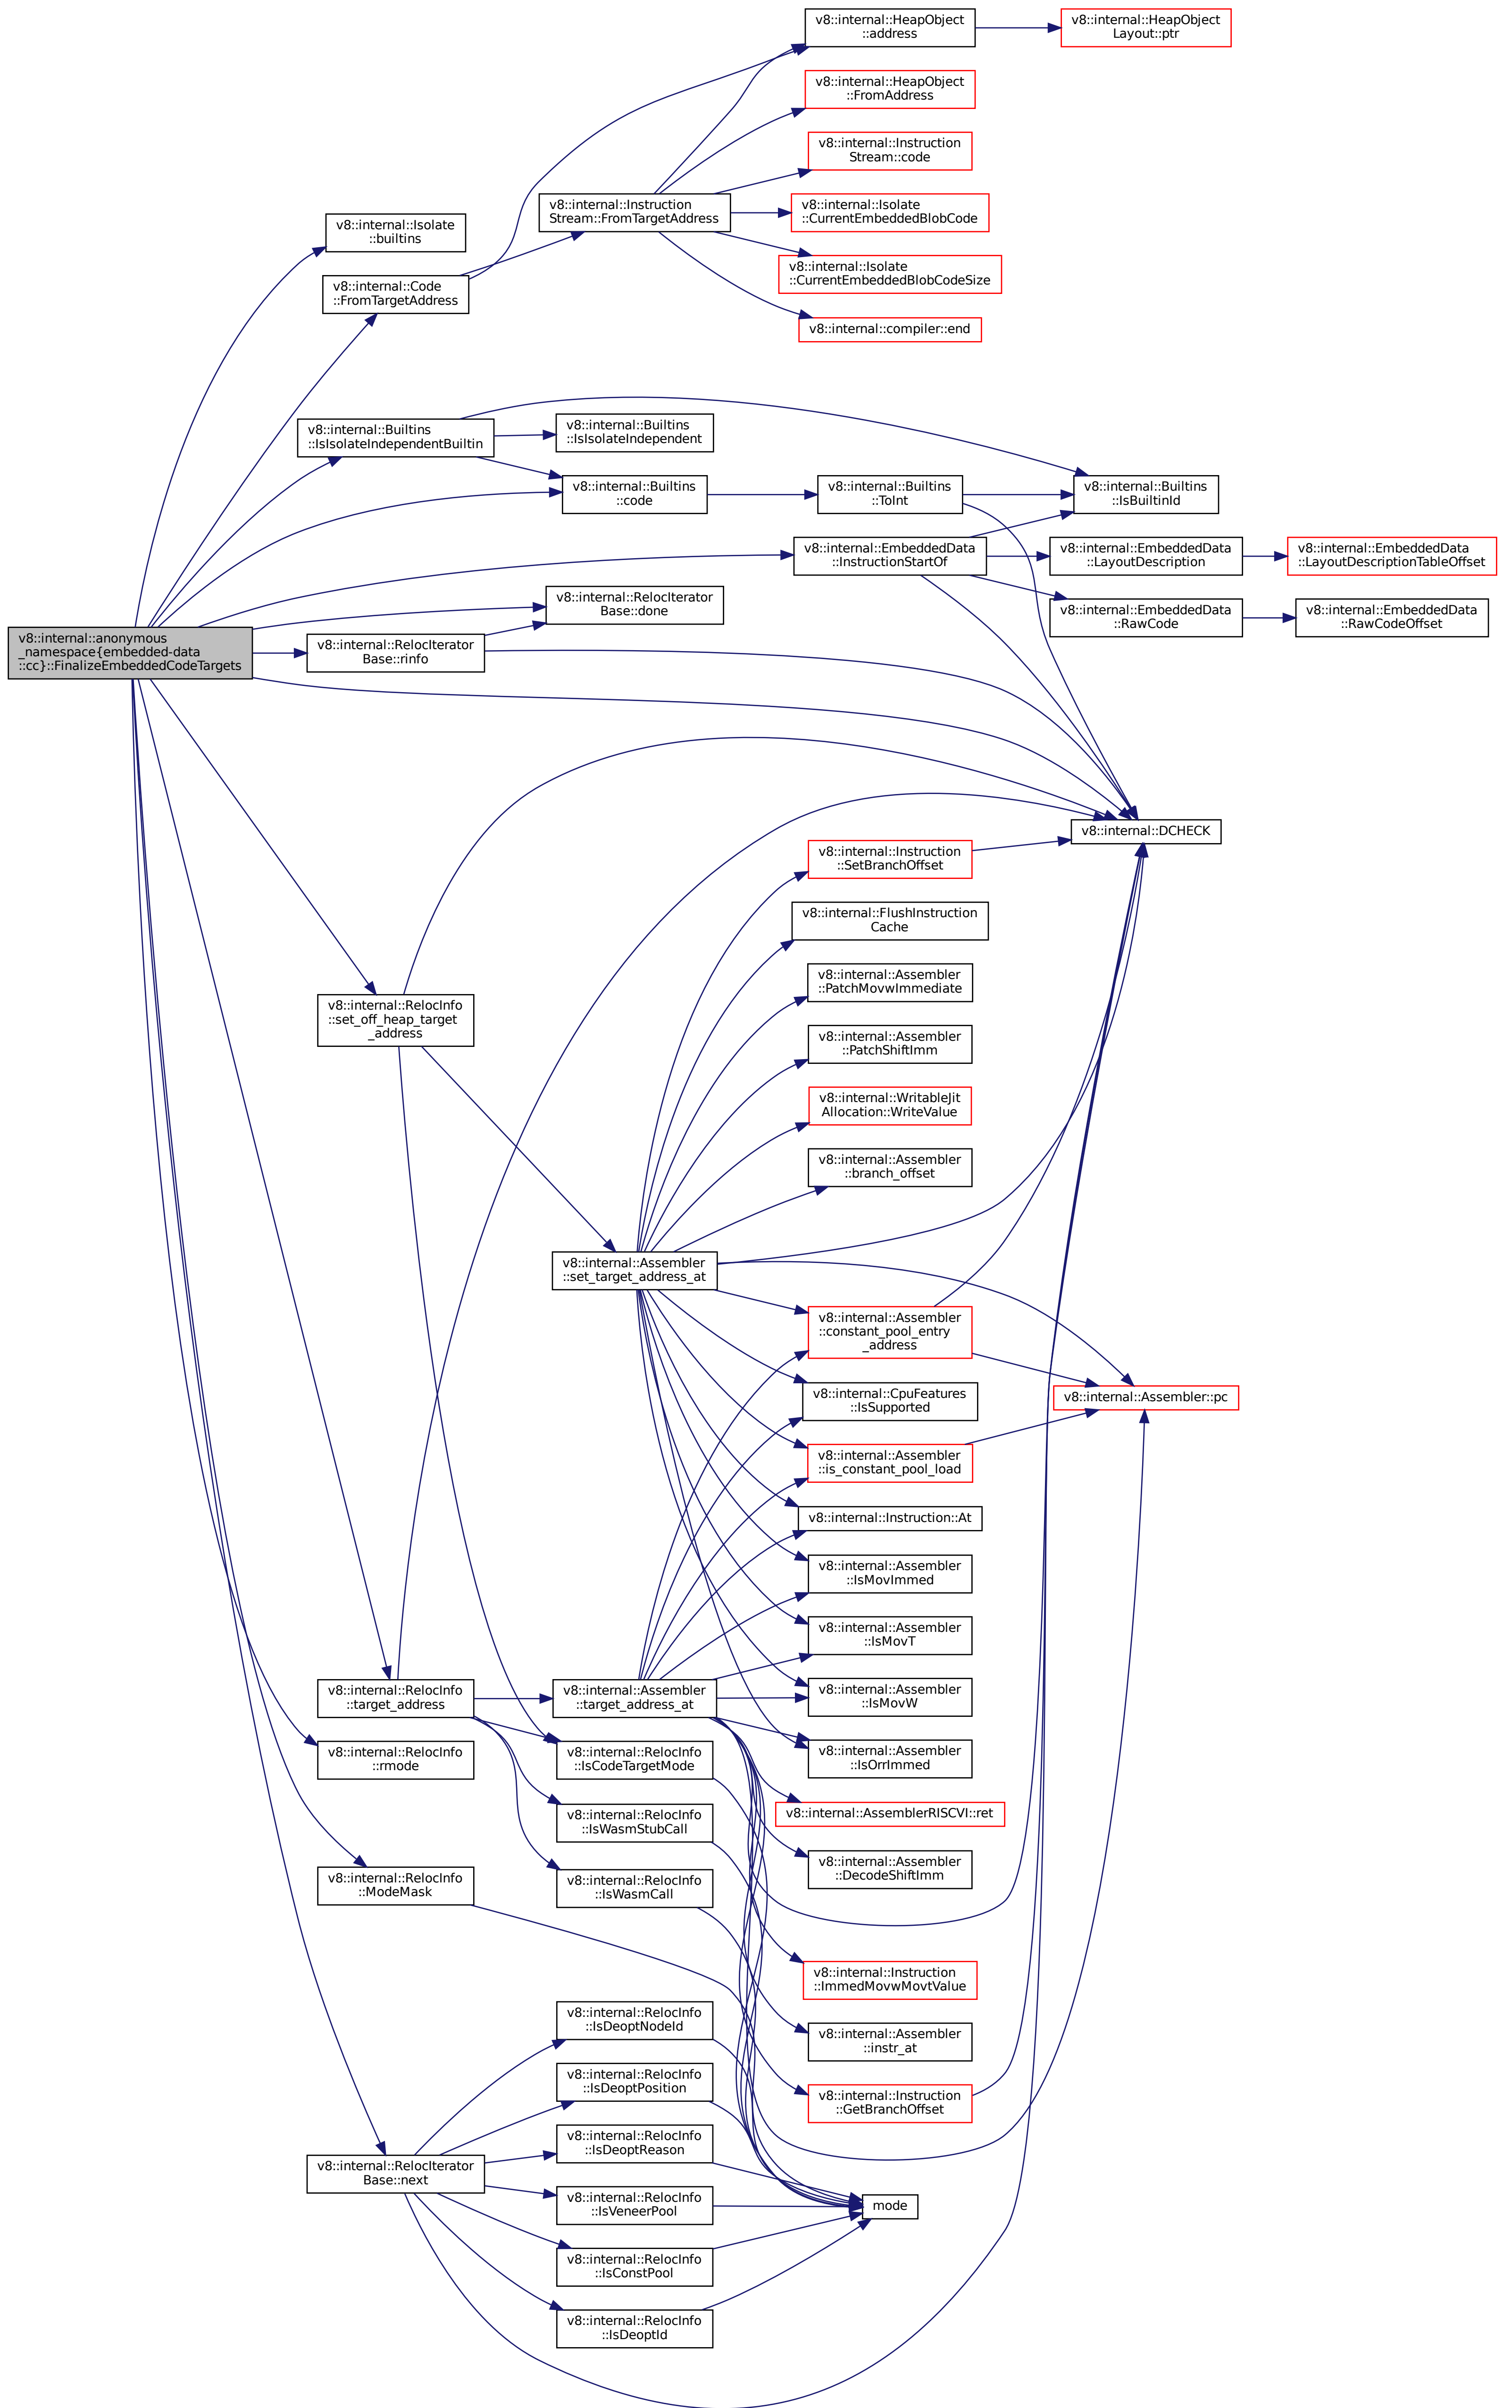 v8::internal::HeapObject
::address
v8::internal::HeapObject
Layout::ptr
v8::internal::HeapObject
::FromAddress
v8::internal::Instruction
Stream::code
v8::internal::Instruction
Stream::FromTargetAddress
v8::internal::Isolate
::CurrentEmbeddedBlobCode
v8::internal::Isolate
::builtins
v8::internal::Isolate
::CurrentEmbeddedBlobCodeSize
v8::internal::Code
::FromTargetAddress
v8::internal::compiler::end
v8::internal::Builtins
::IsIsolateIndependentBuiltin
v8::internal::Builtins
::IsIsolateIndependent
v8::internal::Builtins
::code
v8::internal::Builtins
::ToInt
v8::internal::Builtins
::IsBuiltinId
v8::internal::EmbeddedData
::InstructionStartOf
v8::internal::EmbeddedData
::LayoutDescription
v8::internal::EmbeddedData
::LayoutDescriptionTableOffset
v8::internal::RelocIterator
Base::done
v8::internal::EmbeddedData
::RawCode
v8::internal::EmbeddedData
::RawCodeOffset
v8::internal::anonymous
_namespace{embedded-data
::cc}::FinalizeEmbeddedCodeTargets
v8::internal::RelocIterator
Base::rinfo
v8::internal::DCHECK
v8::internal::Instruction
::SetBranchOffset
v8::internal::FlushInstruction
Cache
v8::internal::Assembler
::PatchMovwImmediate
v8::internal::RelocInfo
::set_off_heap_target
_address
v8::internal::Assembler
::PatchShiftImm
v8::internal::WritableJit
Allocation::WriteValue
v8::internal::Assembler
::branch_offset
v8::internal::Assembler
::set_target_address_at
v8::internal::Assembler
::constant_pool_entry
_address
v8::internal::CpuFeatures
::IsSupported
v8::internal::Assembler::pc
v8::internal::Assembler
::is_constant_pool_load
v8::internal::Instruction::At
v8::internal::Assembler
::IsMovImmed
v8::internal::Assembler
::IsMovT
v8::internal::RelocInfo
::target_address
v8::internal::Assembler
::target_address_at
v8::internal::Assembler
::IsMovW
v8::internal::RelocInfo
::rmode
v8::internal::RelocInfo
::IsCodeTargetMode
v8::internal::Assembler
::IsOrrImmed
v8::internal::RelocInfo
::IsWasmStubCall
v8::internal::AssemblerRISCVI::ret
v8::internal::RelocInfo
::ModeMask
v8::internal::RelocInfo
::IsWasmCall
v8::internal::Assembler
::DecodeShiftImm
v8::internal::Instruction
::ImmedMovwMovtValue
v8::internal::RelocInfo
::IsDeoptNodeId
v8::internal::Assembler
::instr_at
v8::internal::RelocInfo
::IsDeoptPosition
v8::internal::Instruction
::GetBranchOffset
v8::internal::RelocIterator
Base::next
v8::internal::RelocInfo
::IsDeoptReason
v8::internal::RelocInfo
::IsVeneerPool
mode
v8::internal::RelocInfo
::IsConstPool
v8::internal::RelocInfo
::IsDeoptId